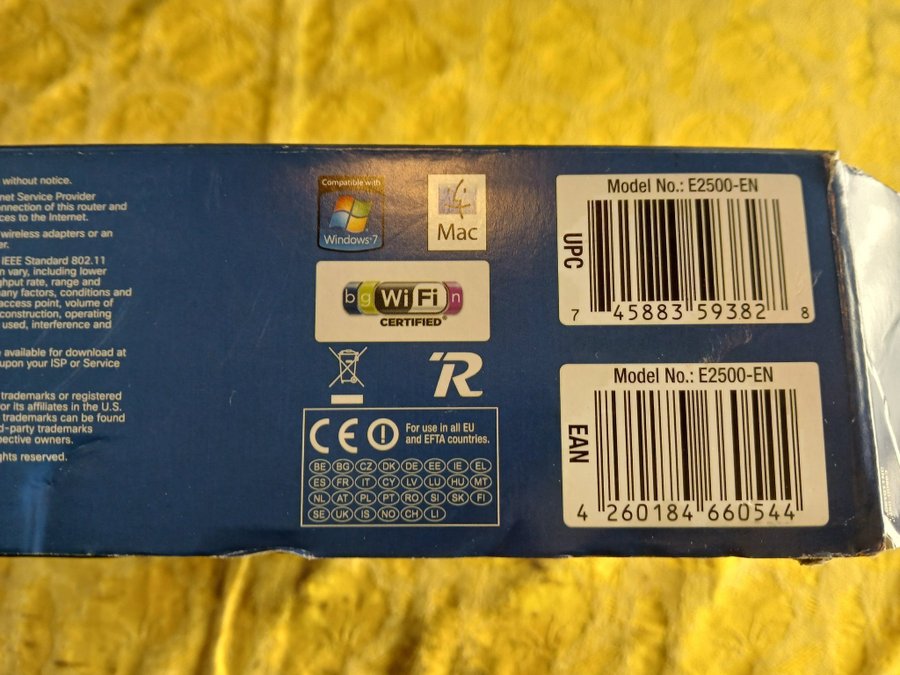 without notice.
net Service Provider
onnection of this router and
ces to the Internet.
wireless adapters or an
er.
IEEE Standard 802.11
n vary, including lower
ghput rate, range and
any factors, conditions and
access point, volume of
construction, operating
used, interference and
available for download at
upon your ISP or Service
trademarks or registered
or its affiliates in the U.S.
trademarks can be found
d-party trademarks
pective owners.
ghts reserved.
Compatible with
Windows 7
Mac
b g Wi Fi n
CERTIFIED
R
CE
For use in all EU
and EFTA countries.
BE BG CZ DK DE EE IE EL
ES FR IT CY LV LU HU MT
NL AT PL PT RO SI SK FI
SE UK IS NO CH LI
Model No.: E2500-EN
UPC
7 45883 59382 8
Model No.: E2500-EN
EAN
4 260184 660544